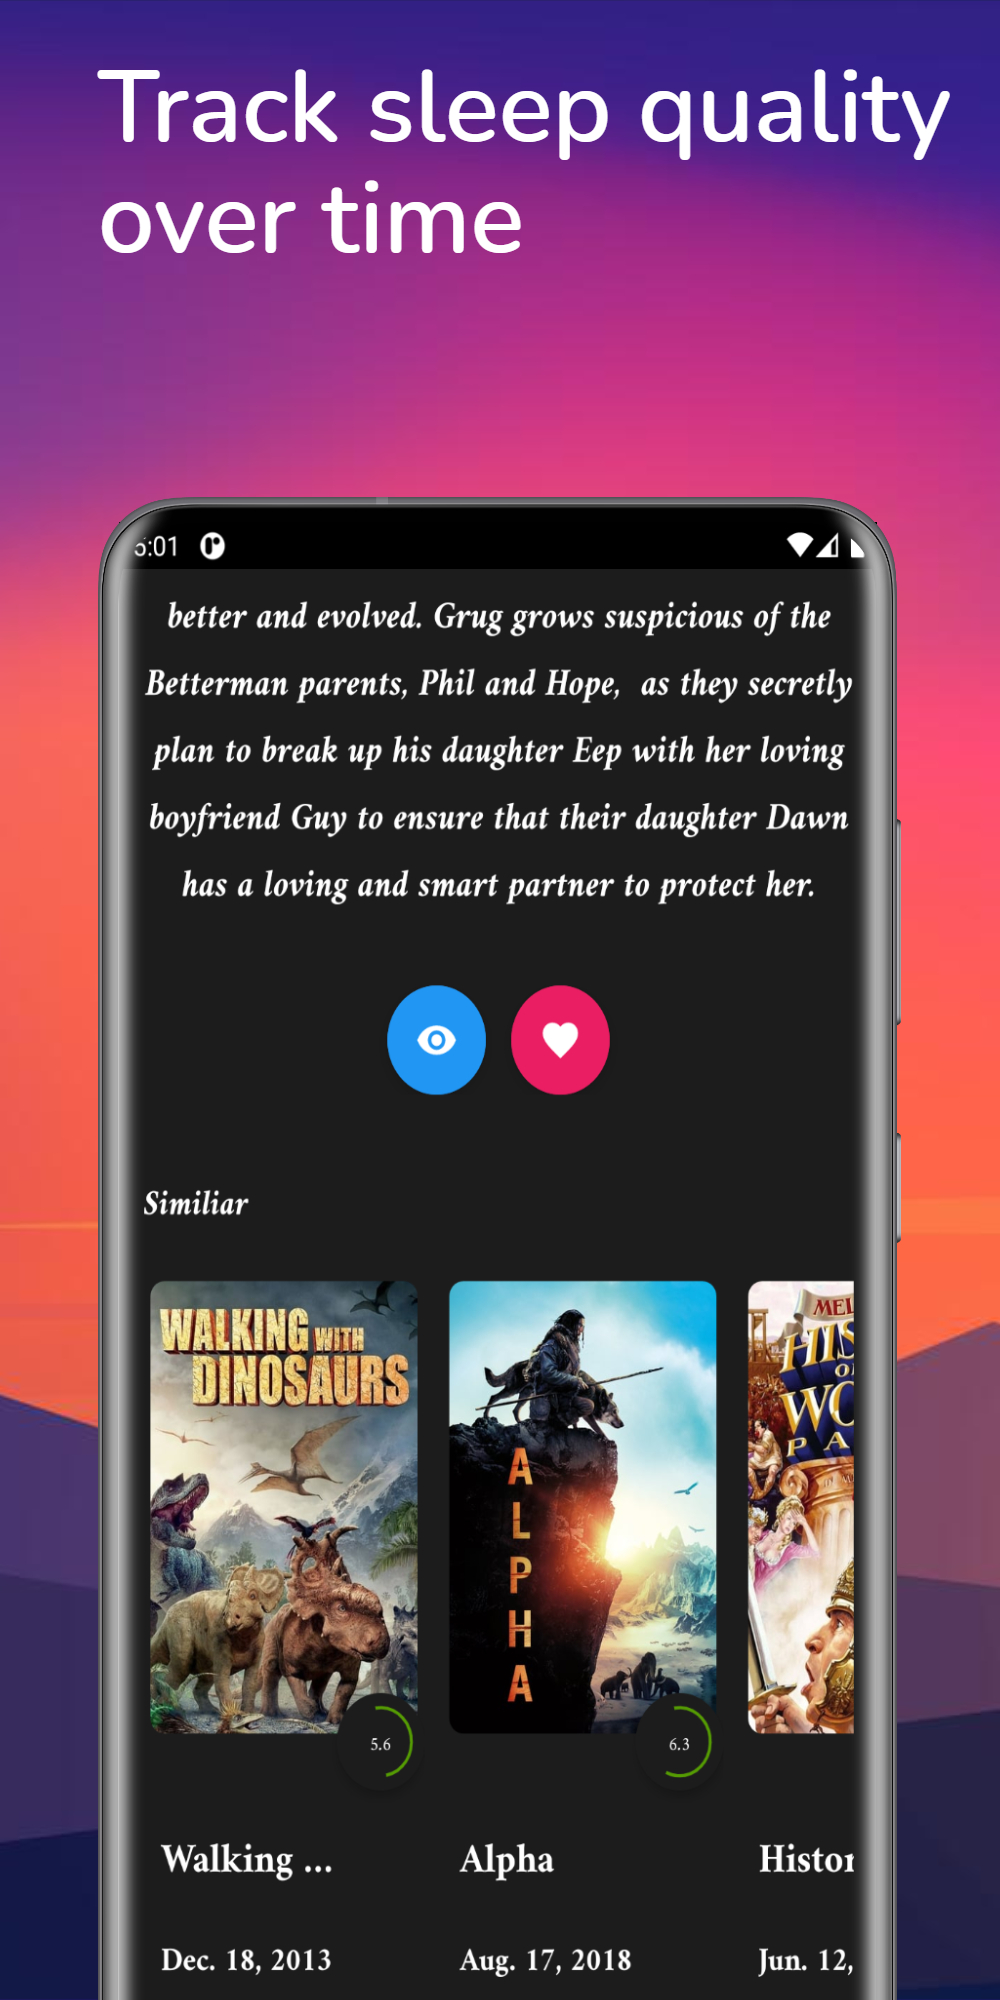 Track sleep quality
over time
5:01
better and evolved. Grug grows suspicious of the
Betterman parents, Phil and Hope, as they secretly
plan to break up his daughter Eep with her loving
boyfriend Guy to ensure that their daughter Dawn
has a loving and smart partner to protect her.
Similiar
WALKING WITH
DINOSAURS
ALPHA
MEL
HIS
O
WO
PA
5.6
6.3
Walking ...
Alpha
Histor
Dec. 18, 2013
Aug. 17, 2018
Jun. 12,